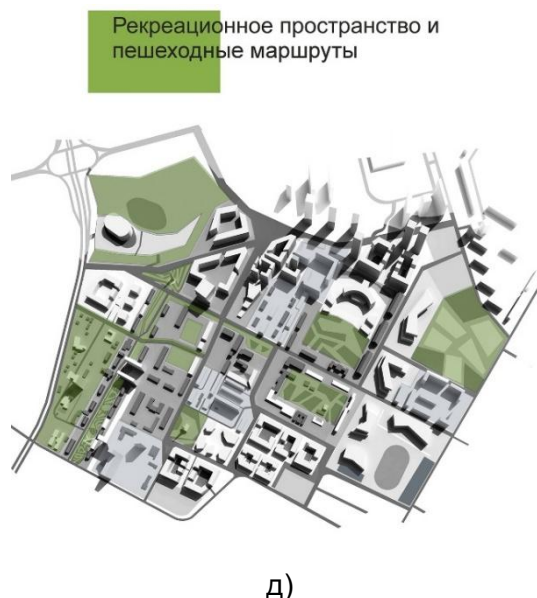 Рекреационное пространство и
пешеходные маршруты
д)